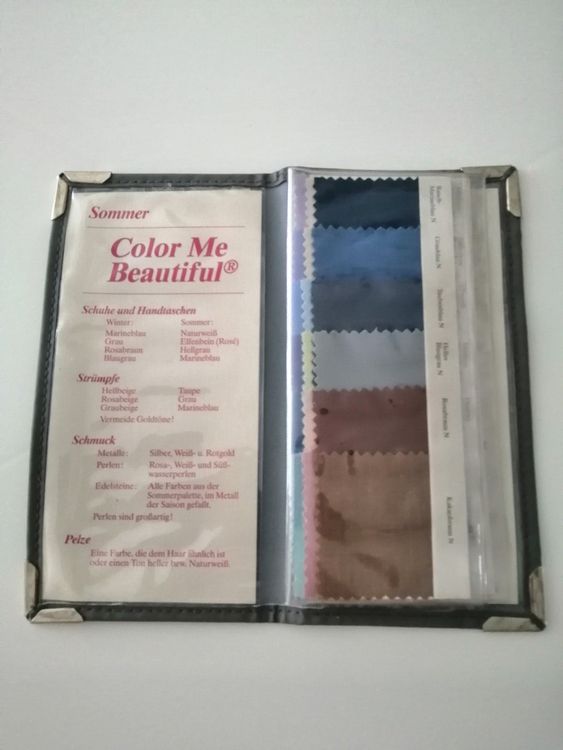 Sommer
Color Me
Beautiful®
Schuhe und Handtaschen
Winter: Sommer:
Marineblau Naturweiß
Grau Elfenbein (Rosé)
Rosabraun Hellgrau
Blaugrau Marineblau
Strümpfe
Hellbeige Taupe
Rosabeige Grau
Graubeige Marineblau
Vermeide Goldtöne!
Schmuck
Metalle: Silber, Weiß- u. Rotgold
Perlen: Rosa-, Weiß- und Süß-
wasserperlen
Edelsteine: Alle Farben aus der
Sommerpalette, im Metall
der Saison gefaßt.
Perlen sind großartig!
Pelze
Eine Farbe, die dem Haar ähnlich ist
oder einen Ton heller bzw. Naturweiß.
Rauch-
Marineblau N
Graublau N
Taubenblau N
Helles
Blaugrau N
Rosabraun N
Kakaobraun N